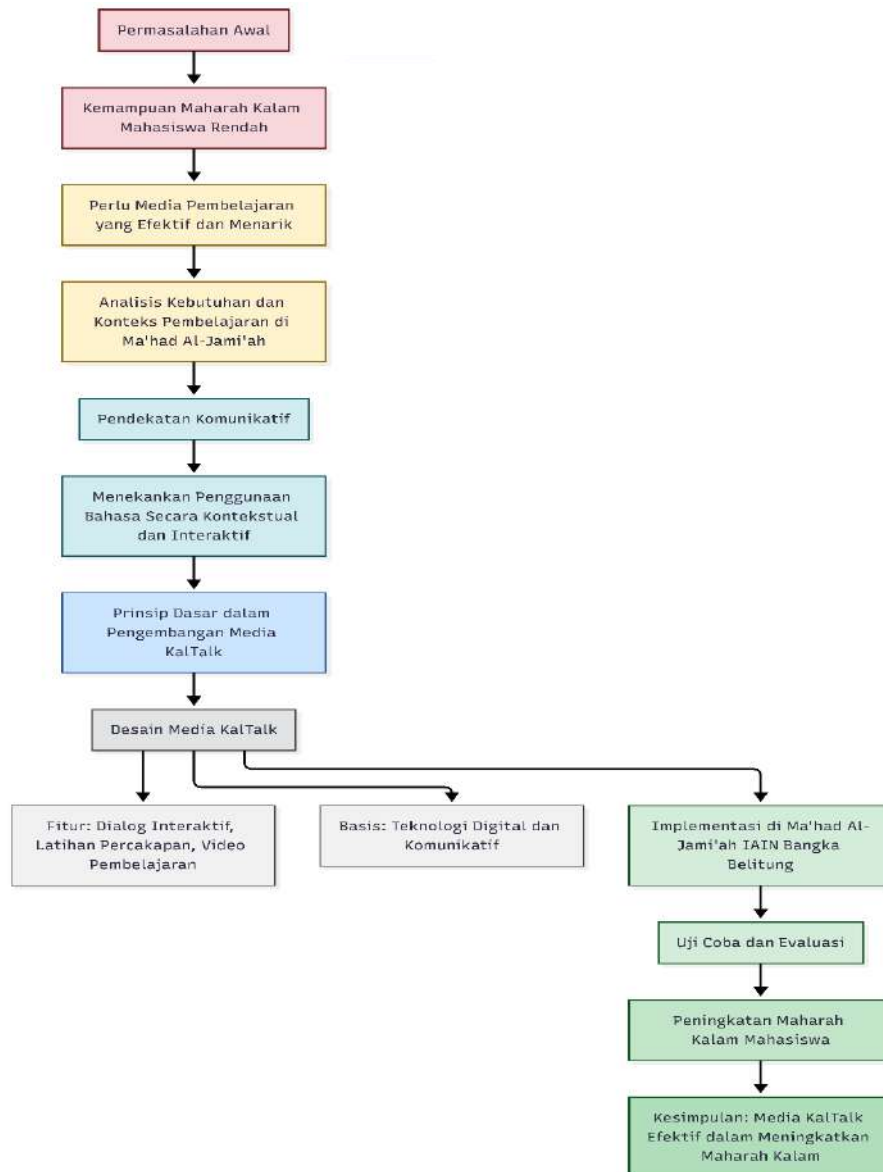 Permasalahan Awal
Kemampuan Maharah Kalam
Mahasiswa Rendah
Perlu Media Pembelajaran
yang Efektif dan Menarik
Analisis Kebutuhan dan
Konteks Pembelajaran di
Ma'had Al-Jami'ah
Pendekatan Komunikatif
Menekankan Penggunaan
Bahasa Secara Kontekstual
dan Interaktif
Prinsip Dasar dalam
Pengembangan Media
KalTalk
Desain Media KalTalk
Fitur: Dialog Interaktif,
Latihan Percakapan, Video
Pembelajaran
Basis: Teknologi Digital dan
Komunikatif
Implementasi di Ma'had Al-
Jami'ah IAIN Bangka
Belitung
Uji Coba dan Evaluasi
Peningkatan Maharah
Kalam Mahasiswa
Kesimpulan: Media KalTalk
Efektif dalam Meningkatkan
Maharah Kalam